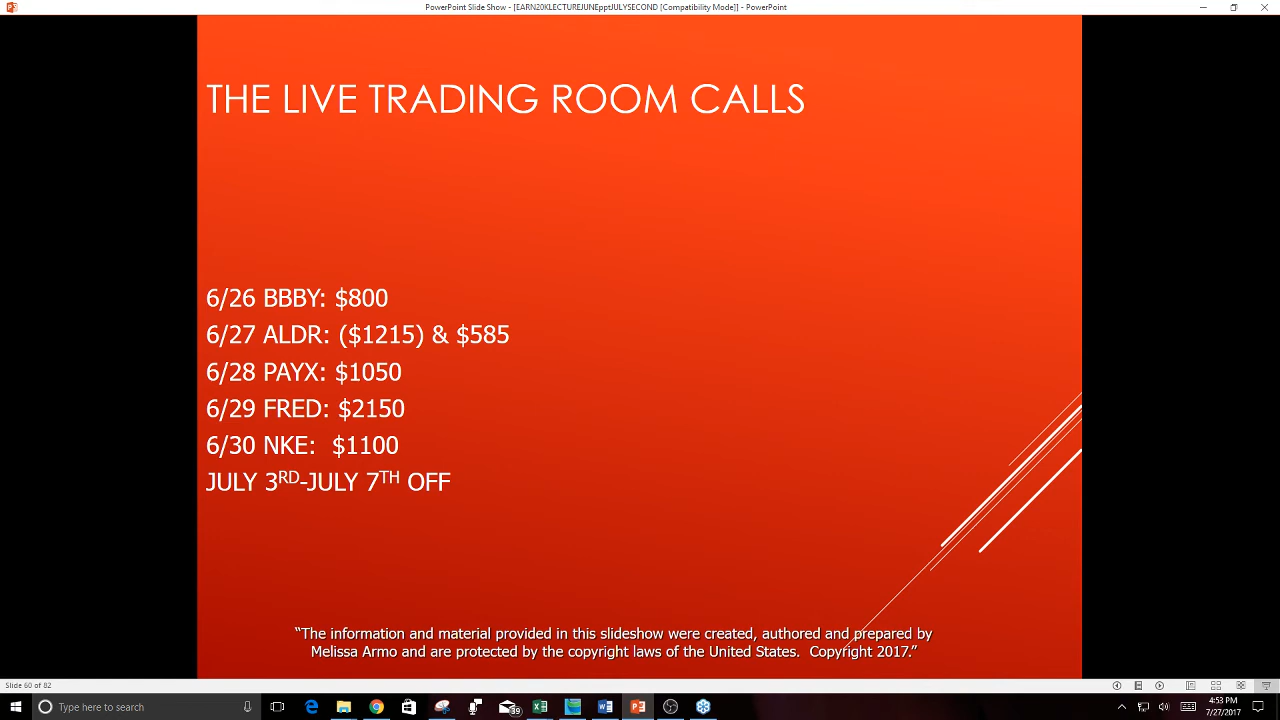 PowerPoint Slide Show - [EARN20KLECTUREJUNEpptJULYSECOND [Compatibility Mode]] - PowerPoint
THE LIVE TRADING ROOM CALLS
6/26 BBBY: $800
6/27 ALDR: ($1215) & $585
6/28 PAYX: $1050
6/29 FRED: $2150
6/30 NKE: $1100
JULY 3RD-JULY 7TH OFF
“The information and material provided in this slideshow were created, authored and prepared by
Melissa Armo and are protected by the copyright laws of the United States. Copyright 2017.”
Slide 60 of 82
Type here to search
4:53 PM
7/27/2017